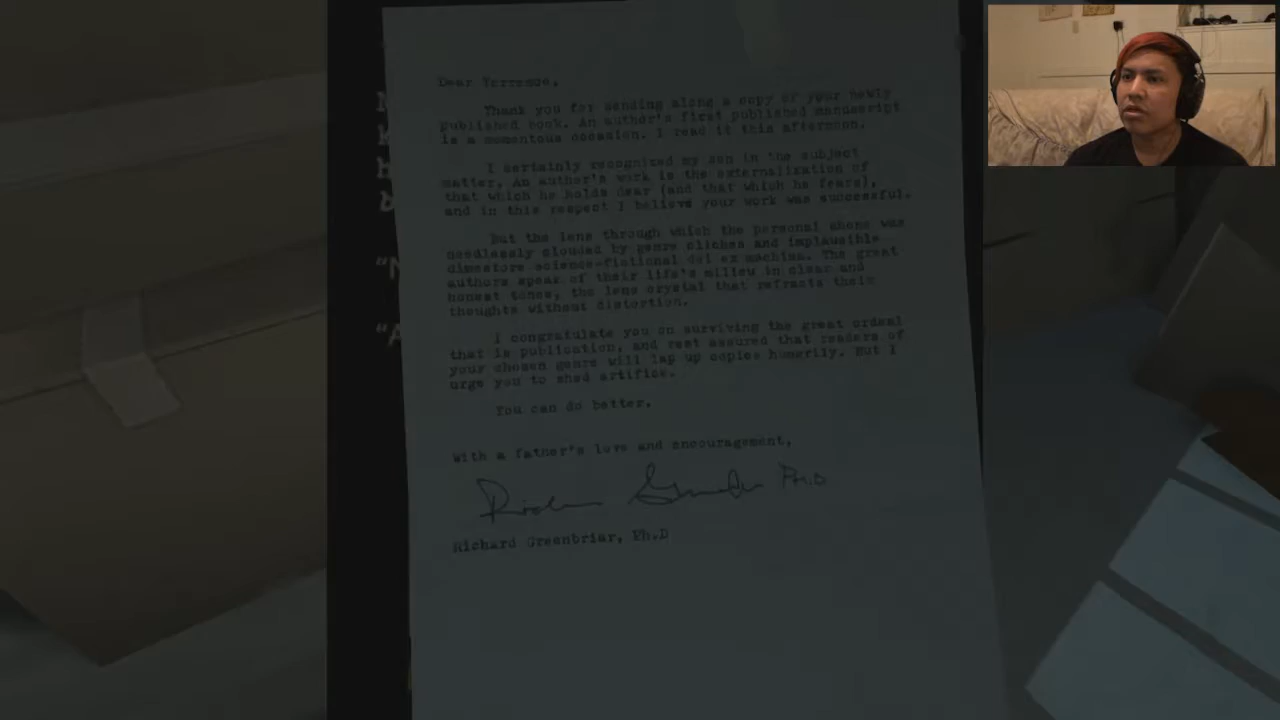 Dear Terrence,
Thank you for sending along a copy of your newly
published book. An author's first published manuscript
is a momentous occasion. I read it this afternoon.
I certainly recognized my son in the subject
matter. An author's work is the externalization of
that which he holds dear (and that which he fears),
and in this respect I believe your work was successful.
But the lens through which the personal shone was
needlessly clouded by genre cliches and implausible
dimestore science-fictional dei ex machina. The great
authors speak of their life's milieu in clear and
honest tones, the lens crystal that refracts their
thoughts without distortion.
I congratulate you on surviving the great ordeal
that is publication, and rest assured that readers of
your chosen genre will lap up copies hungrily. But I
urge you to shed artifice.
You can do better.
With a father's love and encouragement,
Ph.D
Richard Greenbriar, Ph.D